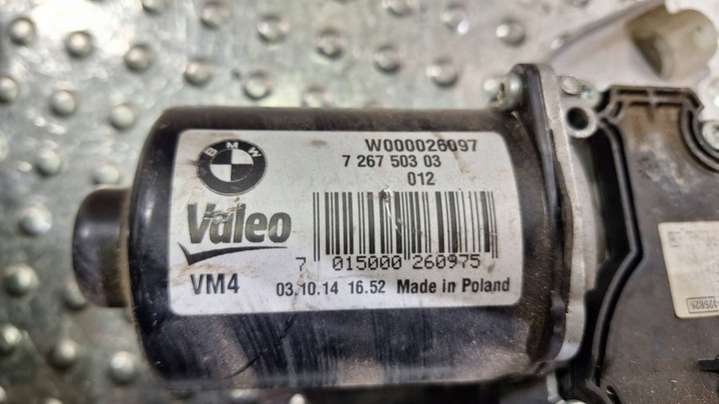 BMW
W000026097
7 267 503 03
012
Valeo
7 015000 260975
VM4
03.10.14 16.52 Made in Poland